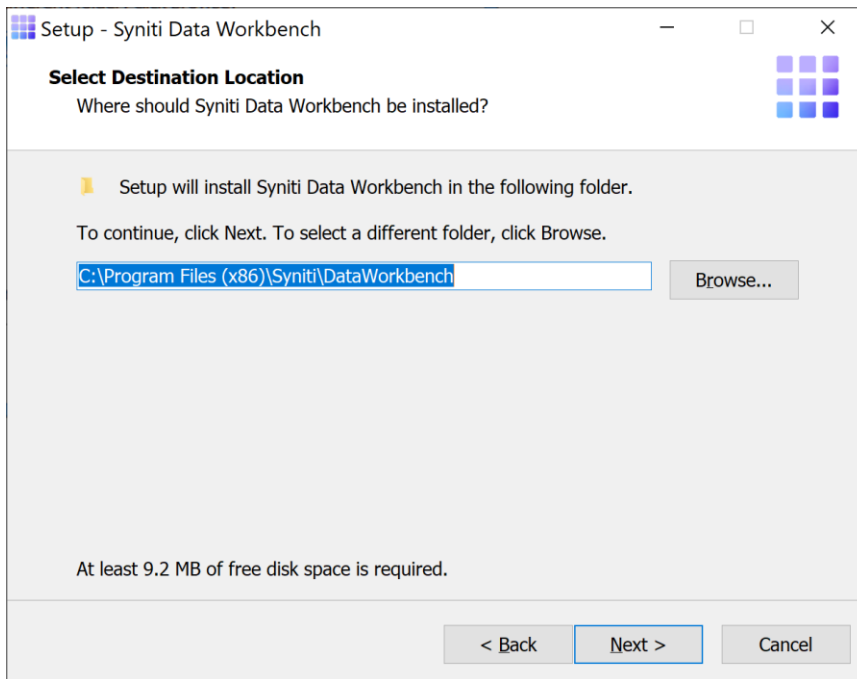 Setup - Syniti Data Workbench
Select Destination Location
Where should Syniti Data Workbench be installed?
Setup will install Syniti Data Workbench in the following folder.
To continue, click Next. To select a different folder, click Browse.
C:\Program Files (x86)\Syniti\DataWorkbench
Browse...
At least 9.2 MB of free disk space is required.
< Back Next > Cancel